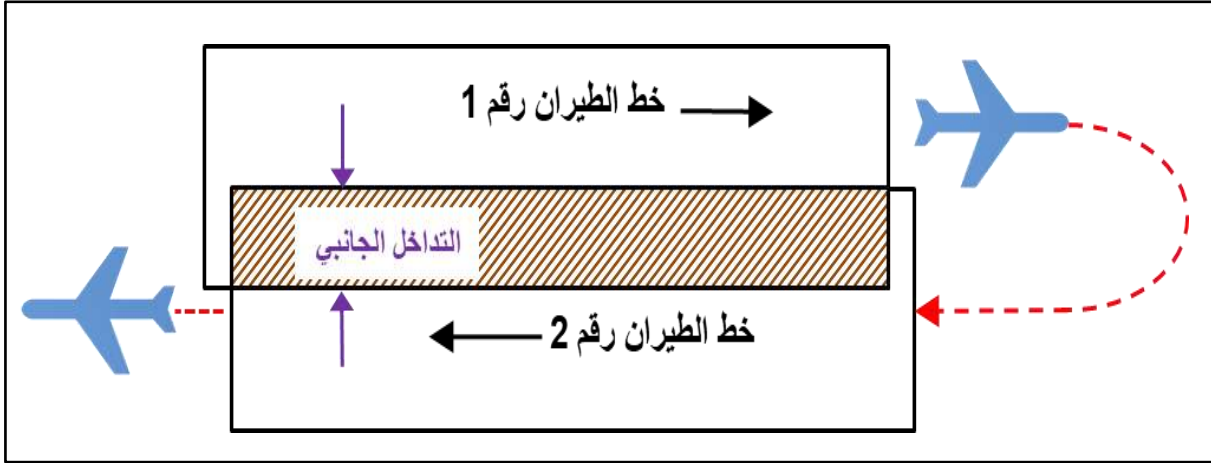 خط الطيران رقم 1
التداخل الجانبي
خط الطيران رقم 2